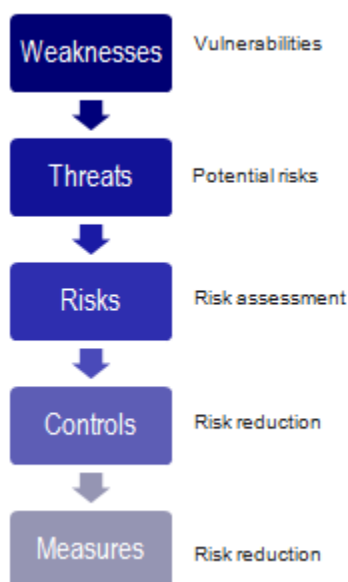 Weaknesses Vulnerabilities
Threats Potential risks
Risks Risk assessment
Controls Risk reduction
Measures Risk reduction